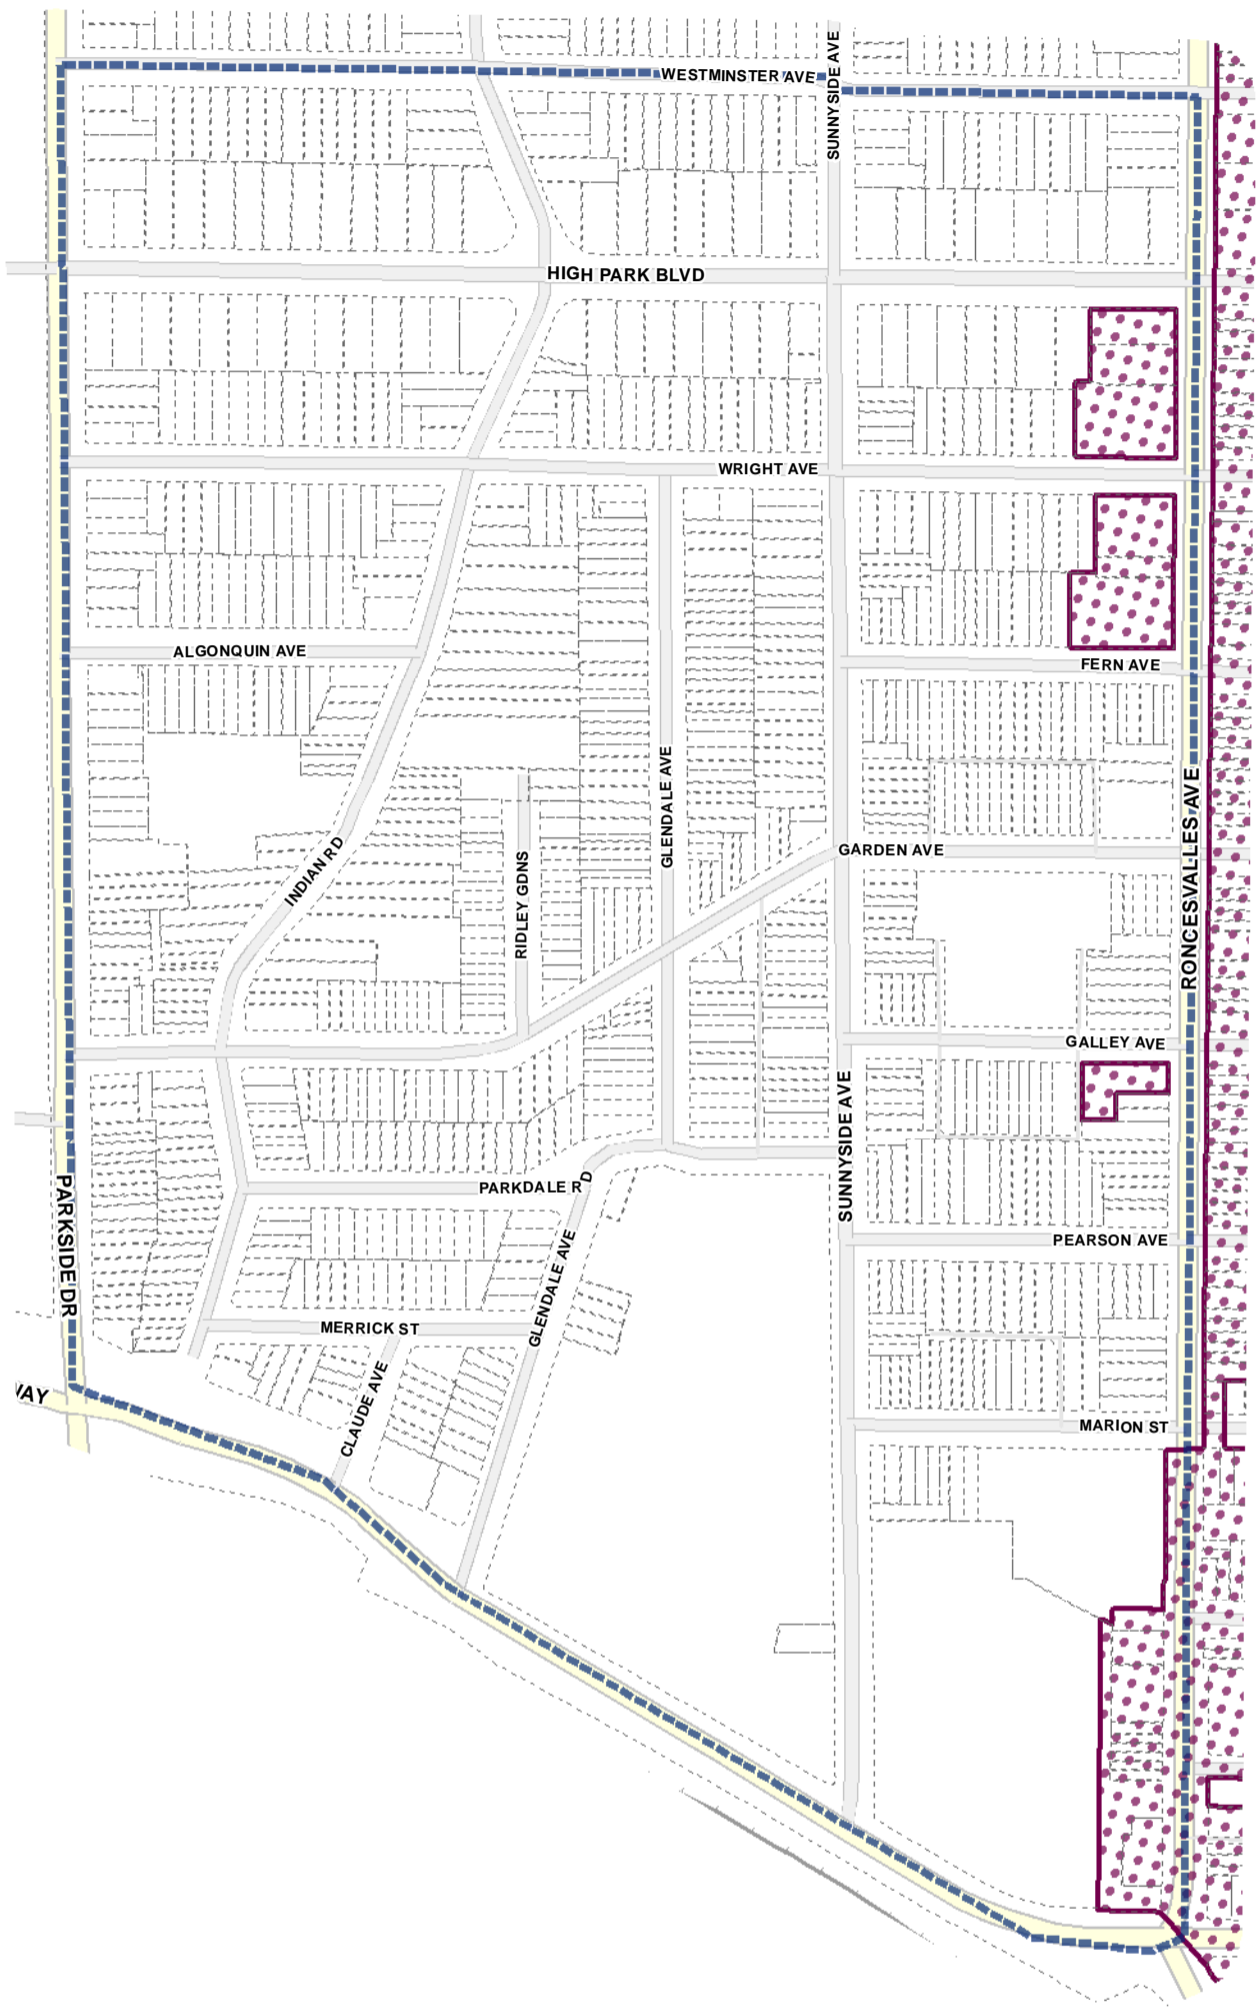 SUNNYSIDE AVE
WESTMINSTER AVE
HIGH PARK BLVD
WRIGHT AVE
ALGONQUIN AVE
FERN AVE
GLENDALE AVE
RONCESVALLES AVE
INDIAN RD
RIDLEY GDNS
GARDEN AVE
GALLEY AVE
SUNNYSIDE AVE
PARKSIDE DR
PARKDALE RD
GLENDALE AVE
PEARSON AVE
MERRICK ST
CLAUDE AVE
WAY
MARION ST